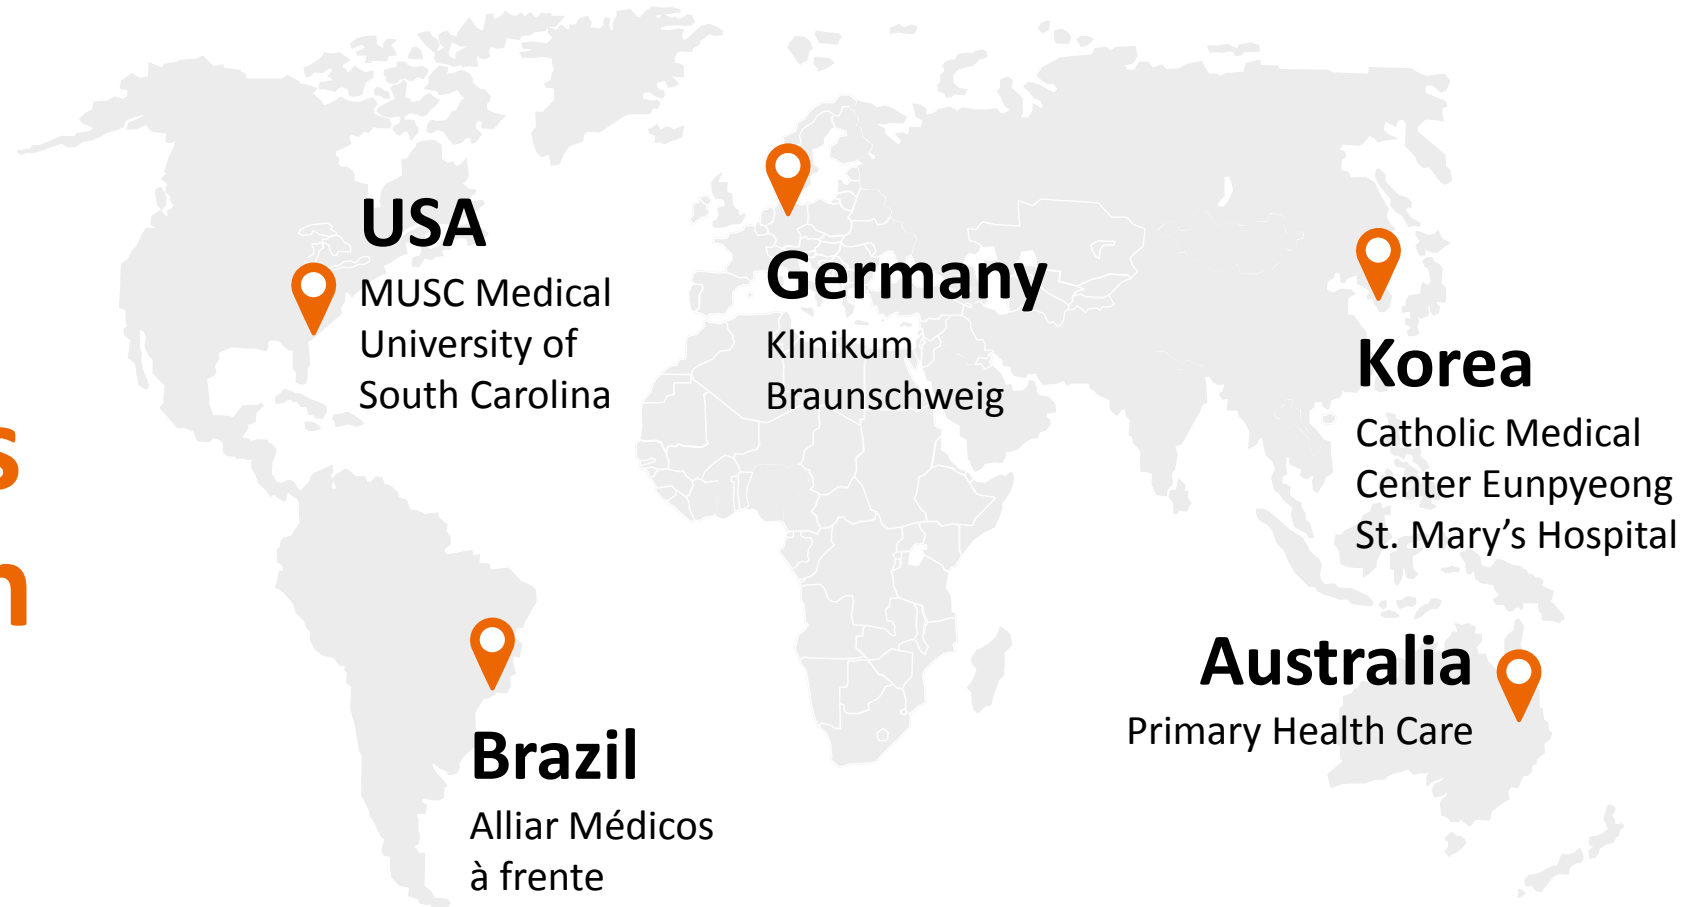 USA
MUSC Medical
University of
South Carolina
Germany
Klinikum
Braunschweig
Korea
Catholic Medical
Center Eunpyeong
St. Mary’s Hospital
Brazil
Alliar Médicos
à frente
Australia
Primary Health Care